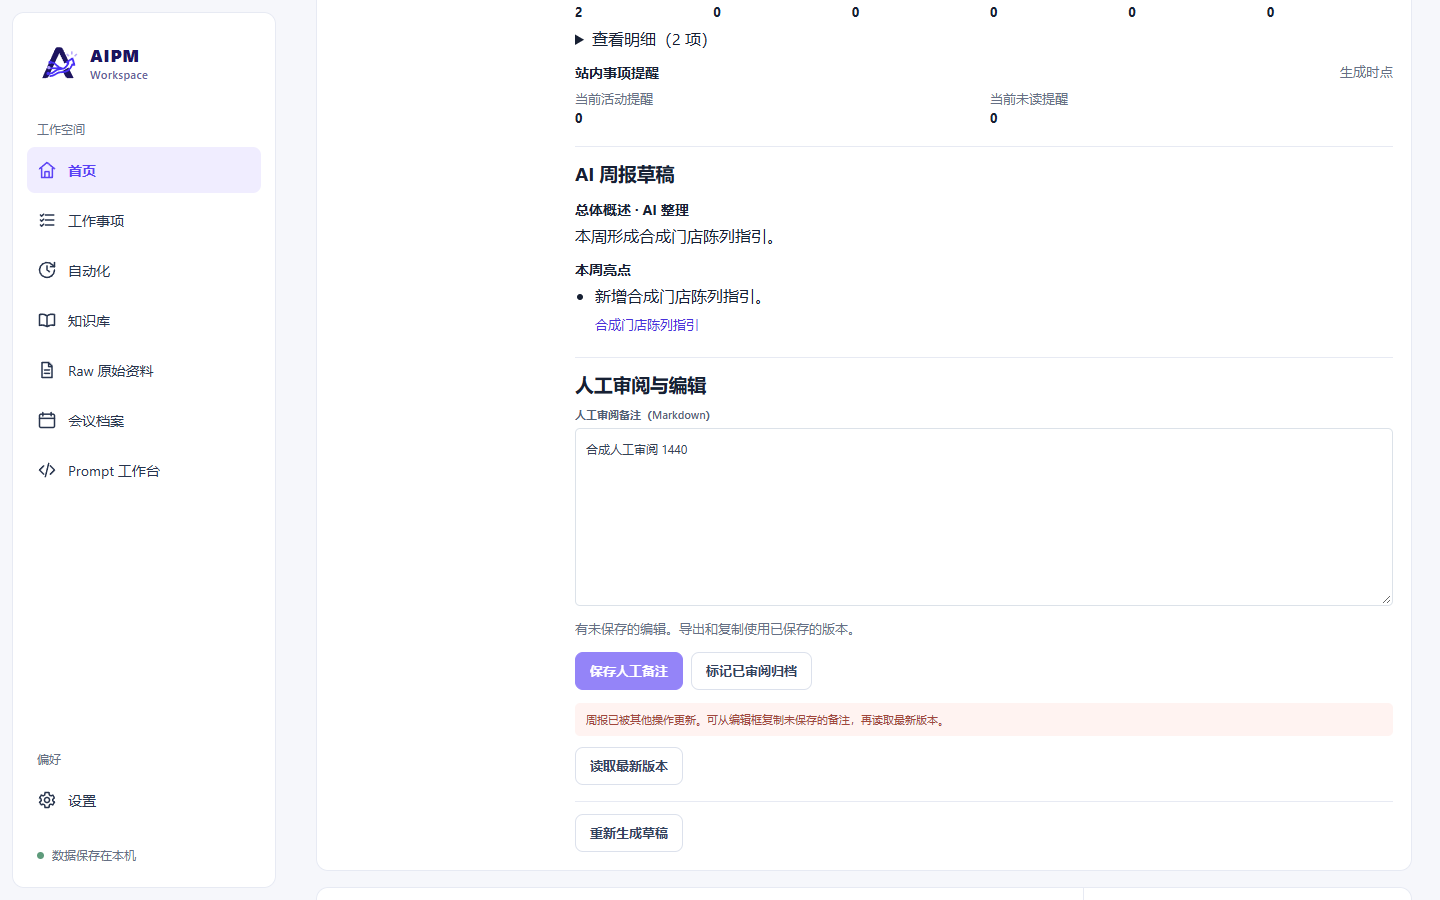 AIPM
Workspace
工作空间
首页
工作事项
自动化
知识库
Raw 原始资料
会议档案
Prompt 工作台
偏好
设置
数据保存在本机
2 0 0 0 0 0
查看明细（2 项）
站内事项提醒 生成时点
当前活动提醒 当前未读提醒
0 0
AI 周报草稿
总体概述 · AI 整理
本周形成合成门店陈列指引。
本周亮点
新增合成门店陈列指引。
合成门店陈列指引
人工审阅与编辑
人工审阅备注（Markdown）
合成人工审阅 1440
有未保存的编辑。导出和复制使用已保存的版本。
保存人工备注 标记已审阅归档
周报已被其他操作更新。可从编辑框复制未保存的备注，再读取最新版本。
读取最新版本
重新生成草稿